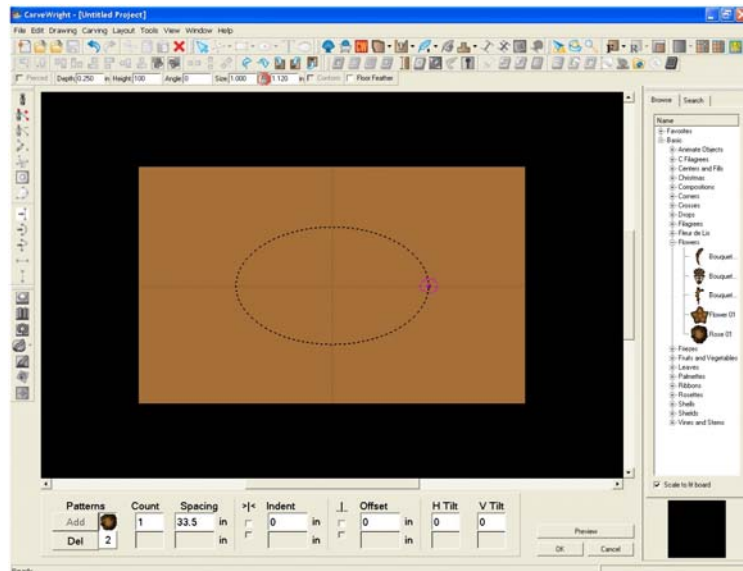 CarveWright - [Untitled Project]
File Edit Drawing Carving Layout Tools View Window Help
Pierced Depth 0.250 in Height 100 Angle 0 Size 1.000 1.120 in Conform Floor Feather
Browse Search
Name
Favorites
Basic
Animate Objects
C Filagrees
Centers and Fills
Christmas
Compositions
Corners
Crosses
Drops
Filagrees
Fleur de Lis
Flowers
Bouquet...
Bouquet...
Bouquet...
Flower 01
Rose 01
Friezes
Fruits and Vegetables
Leaves
Palmettes
Ribbons
Rosettes
Shells
Shields
Vines and Stems
Scale to fit board
Patterns Count Spacing >|< Indent Offset H Tilt V Tilt
Add 1 33.5 in 0 in 0 in 0 0
Del 2 in in in
Preview
OK Cancel